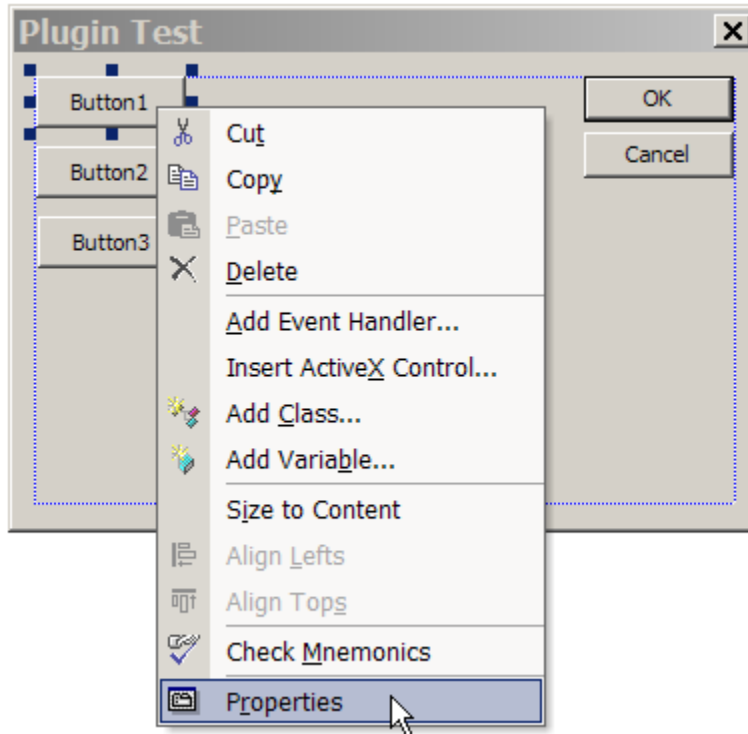 Plugin Test
Button1
OK
Button2
Cancel
Button3
Cut
Copy
Paste
Delete
Add Event Handler...
Insert ActiveX Control...
Add Class...
Add Variable...
Size to Content
Align Lefts
Align Tops
Check Mnemonics
Properties